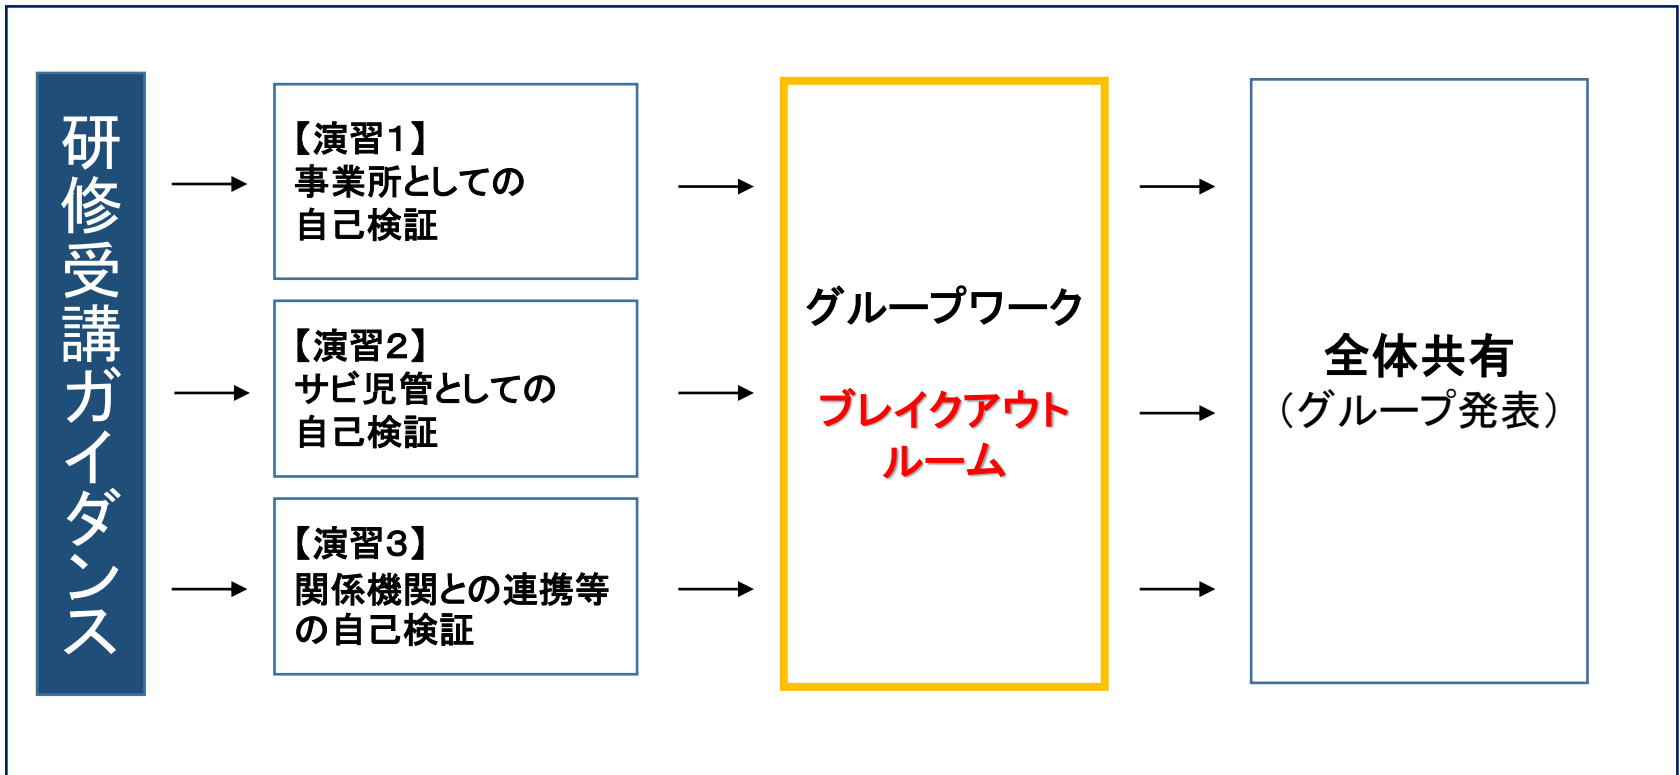 研修受講ガイダンス
【演習１】
事業所としての
自己検証
【演習２】
サビ児管としての
自己検証
【演習３】
関係機関との連携等
の自己検証
グループワーク
ブレイクアウト
ルーム
全体共有
（グループ発表）